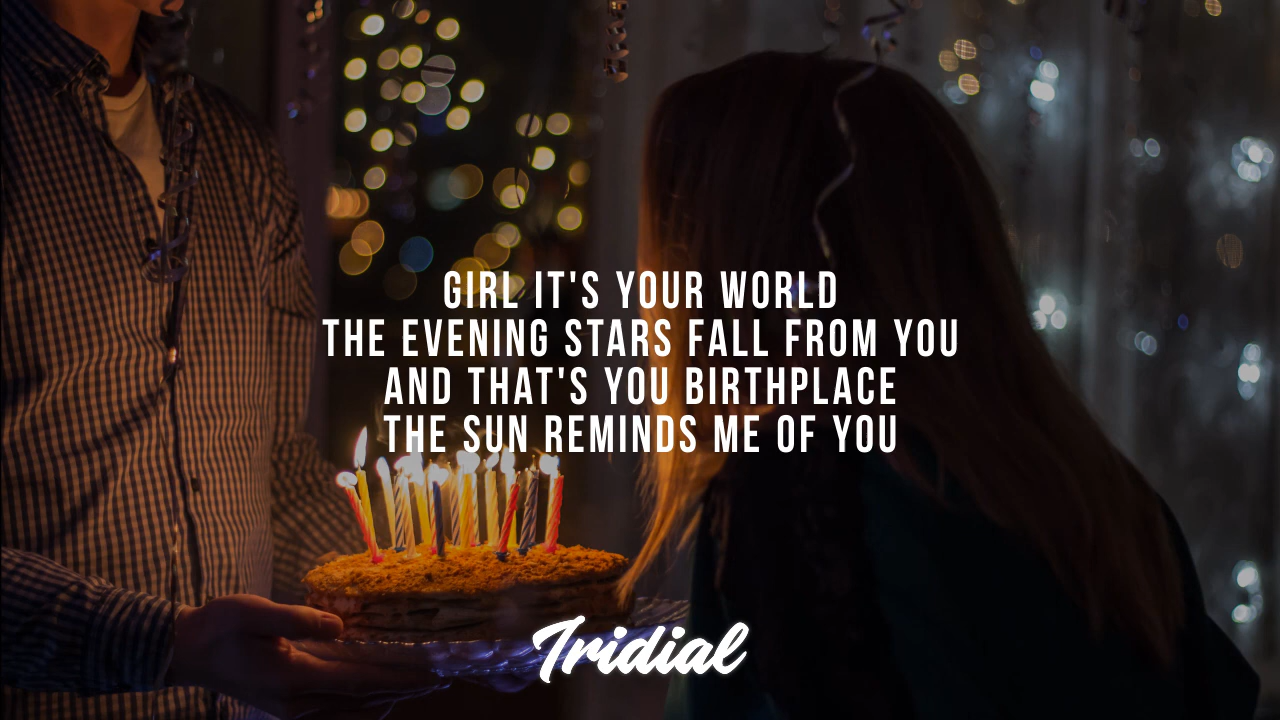 GIRL IT'S YOUR WORLD
THE EVENING STARS FALL FROM YOU
AND THAT'S YOU BIRTHPLACE
THE SUN REMINDS ME OF YOU
Iridial